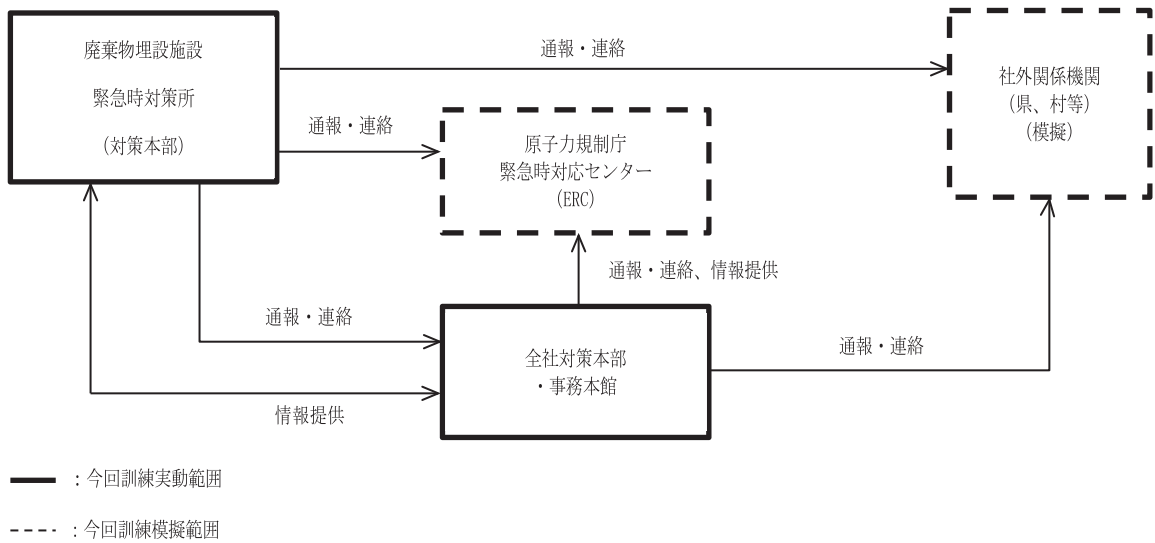 廃棄物埋設施設
緊急時対策所
(対策本部)
通報・連絡
社外関係機関
(県、村等)
(模擬)
通報・連絡
原子力規制庁
緊急時対応センター
(ERC)
通報・連絡、情報提供
通報・連絡
全社対策本部
・事務本館
通報・連絡
情報提供
：今回訓練実動範囲
：今回訓練模擬範囲